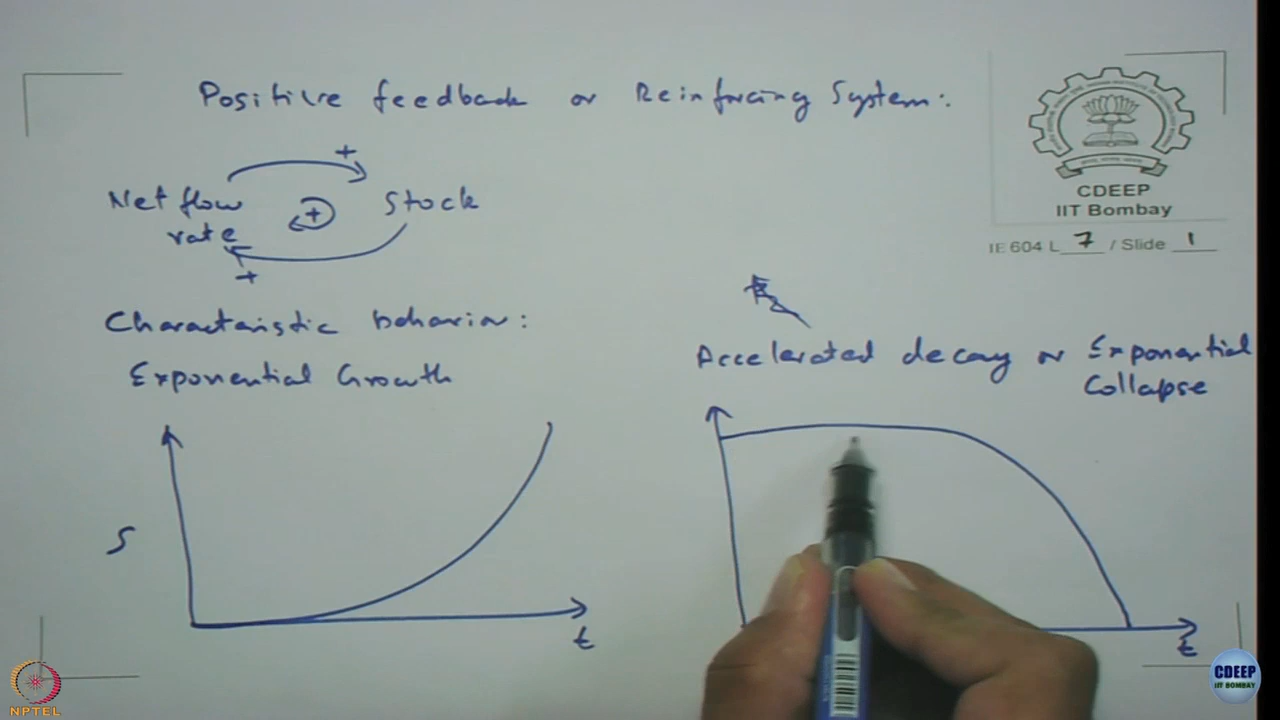 Positive feedback or Reinforcing System:
CDEEP
IIT Bombay
IE 604 L 7 / Slide 1
Net flow
rate
+
Stock
+
+
Characteristic behavior:
Exponential Growth
Accelerated decay or Exponential
Collapse
S
t
t
NPTEL
CDEEP
IIT BOMBAY